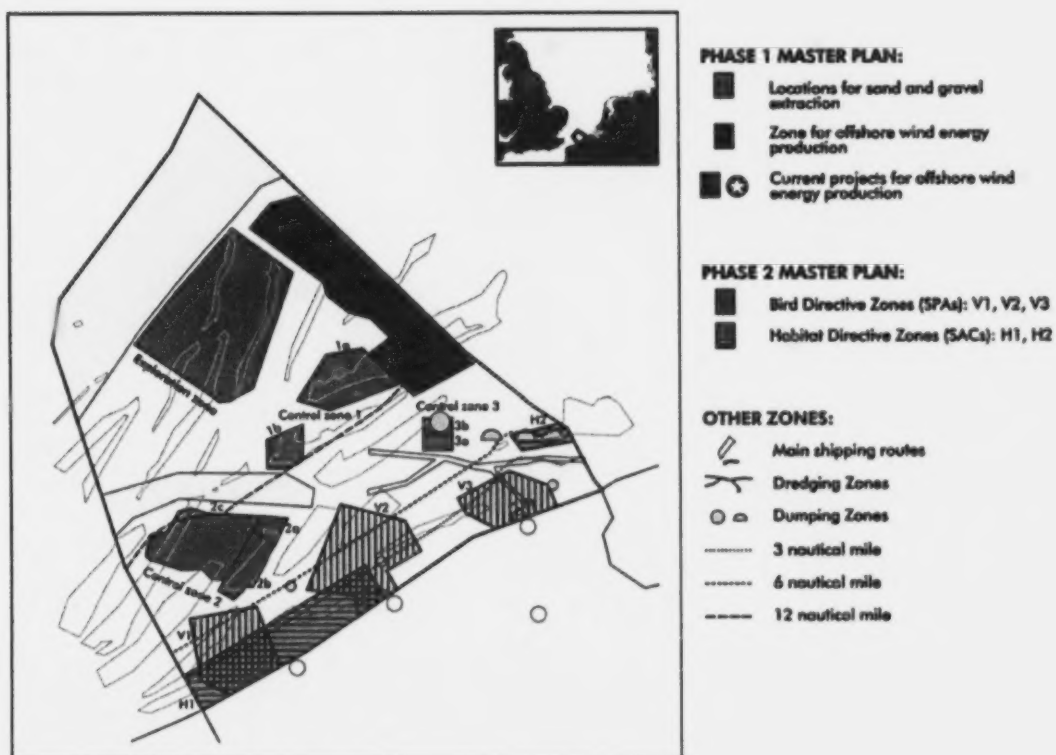 PHASE 1 MASTER PLAN:
Locations for sand and gravel
extraction
Zone for offshore wind energy
production
Current projects for offshore wind
energy production
PHASE 2 MASTER PLAN:
Bird Directive Zones (SPAs): V1, V2, V3
Habitat Directive Zones (SACs): H1, H2
OTHER ZONES:
Main shipping routes
Dredging Zones
Dumping Zones
3 nautical mile
6 nautical mile
12 nautical mile
Exploration zone
1a
Control zone 1
1b
Control zone 3
3b
3a
H2
V3
V2
2c
2a
2b
Control zone 2
V1
H1